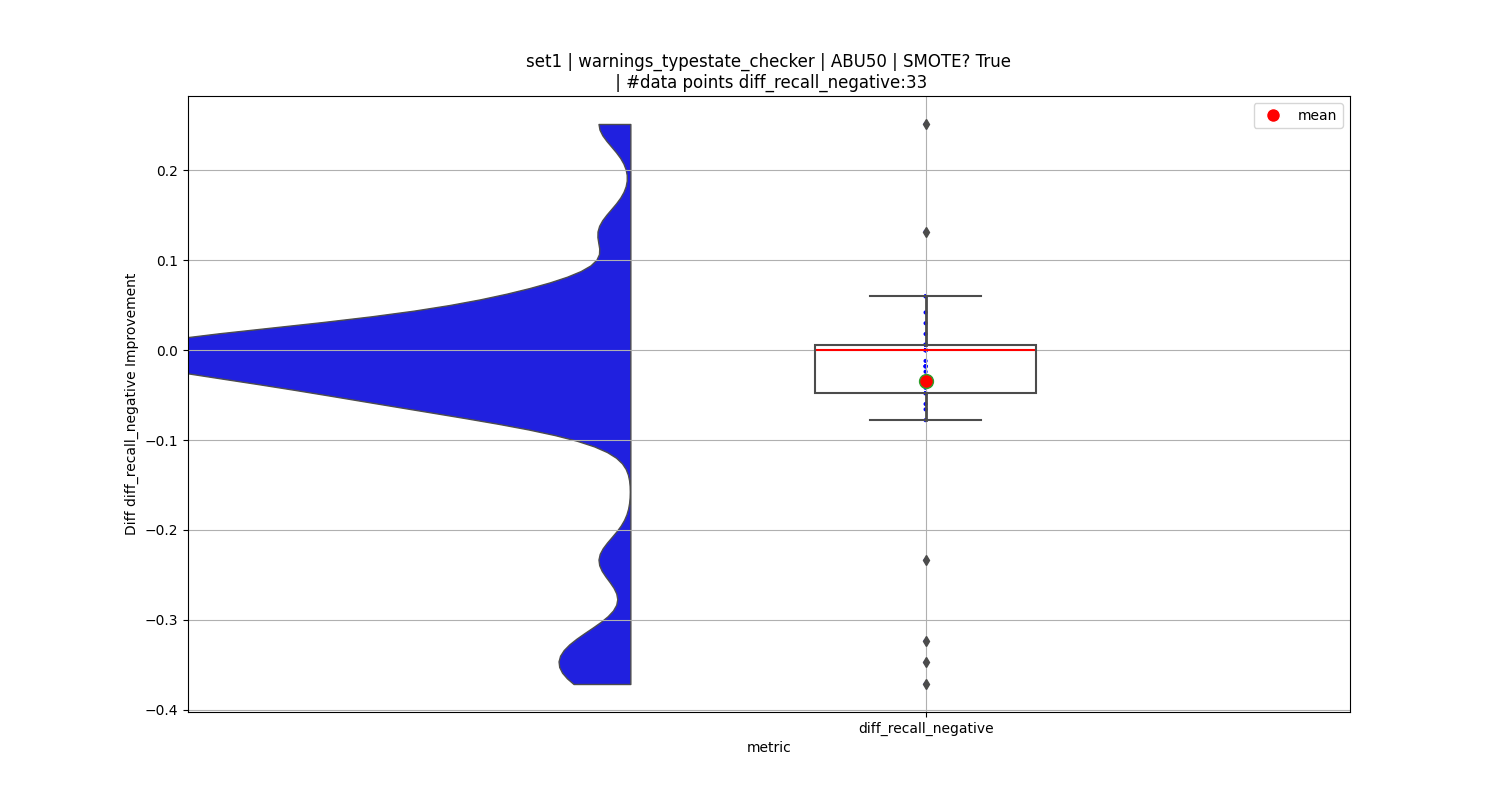 set1 | warnings_typestate_checker | ABU50 | SMOTE? True
| #data points diff_recall_negative:33
mean
0.2
0.1
0.0
−0.1
−0.2
−0.3
−0.4
Diff diff_recall_negative Improvement
diff_recall_negative
metric